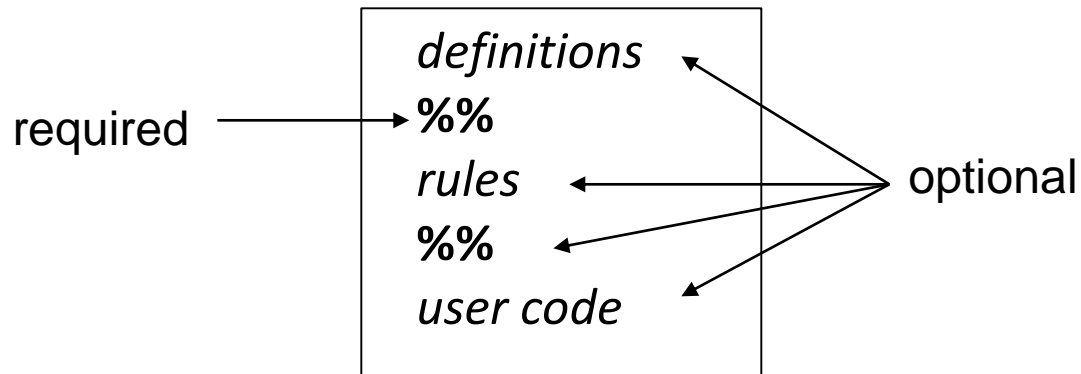 definitions
required
%%
rules
optional
%%
user code